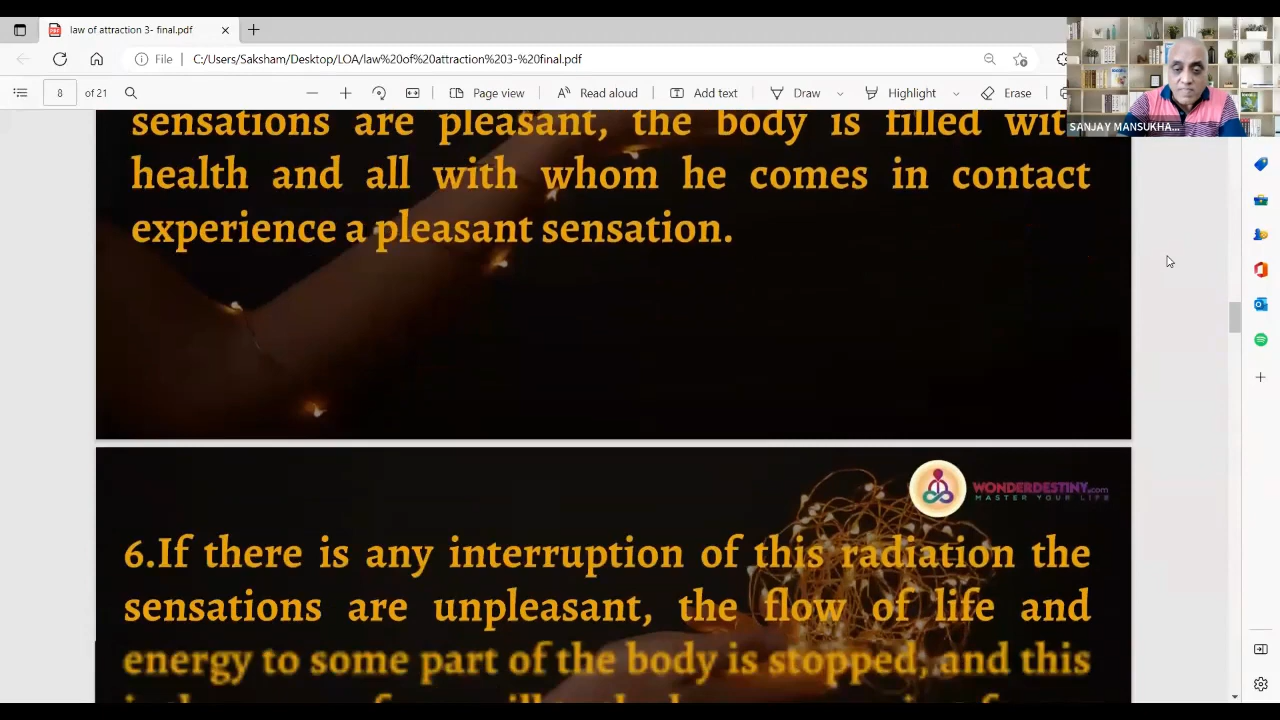 law of attraction 3- final.pdf
File
C:/Users/Saksham/Desktop/LOA/law%20of%20attraction%203-%20final.pdf
8 of 21
Page view
Read aloud
Add text
Draw
Highlight
Erase
SANJAY MANSUKHA...
sensations are pleasant, the body is filled with
health and all with whom he comes in contact
experience a pleasant sensation.
WONDERDESTINY.com
MASTER YOUR LIFE
6.If there is any interruption of this radiation the
sensations are unpleasant, the flow of life and
energy to some part of the body is stopped, and this